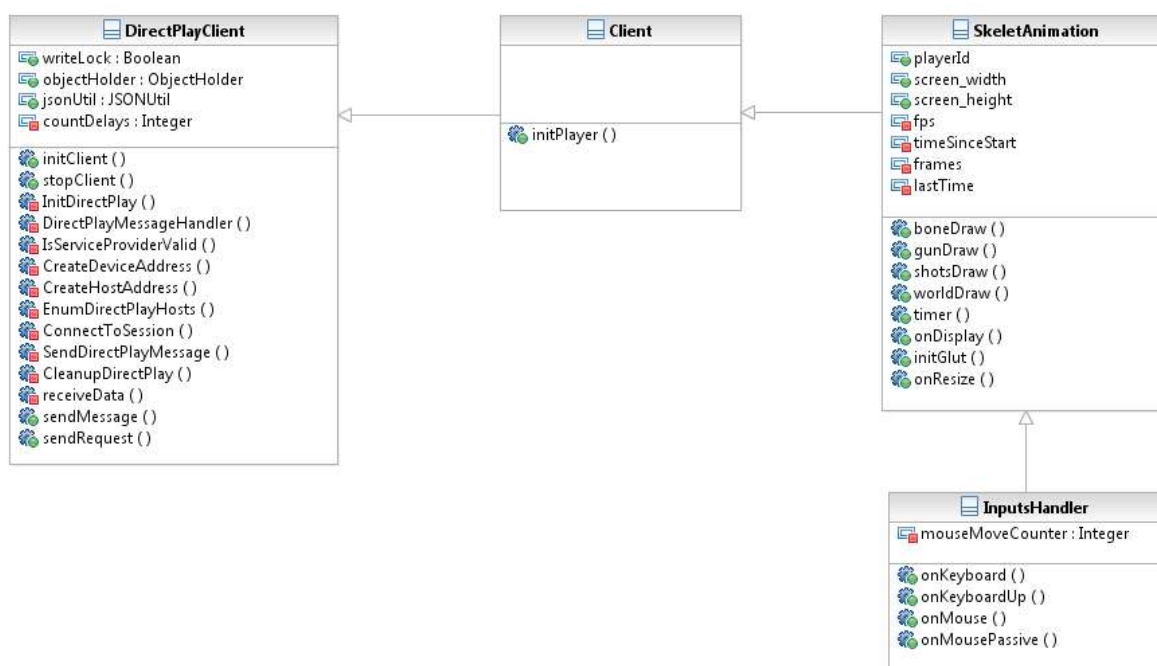 DirectPlayClient
writeLock : Boolean
objectHolder : ObjectHolder
jsonUtil : JSONUtil
countDelays : Integer
initClient ( )
stopClient ( )
InitDirectPlay ( )
DirectPlayMessageHandler ( )
IsServiceProviderValid ( )
CreateDeviceAddress ( )
CreateHostAddress ( )
EnumDirectPlayHosts ( )
ConnectToSession ( )
SendDirectPlayMessage ( )
CleanupDirectPlay ( )
receiveData ( )
sendMessage ( )
sendRequest ( )
Client
initPlayer ( )
SkeletAnimation
playerId
screen_width
screen_height
fps
timeSinceStart
frames
lastTime
boneDraw ( )
gunDraw ( )
shotsDraw ( )
worldDraw ( )
timer ( )
onDisplay ( )
initGlut ( )
onResize ( )
InputsHandler
mouseMoveCounter : Integer
onKeyboard ( )
onKeyboardUp ( )
onMouse ( )
onMousePassive ( )